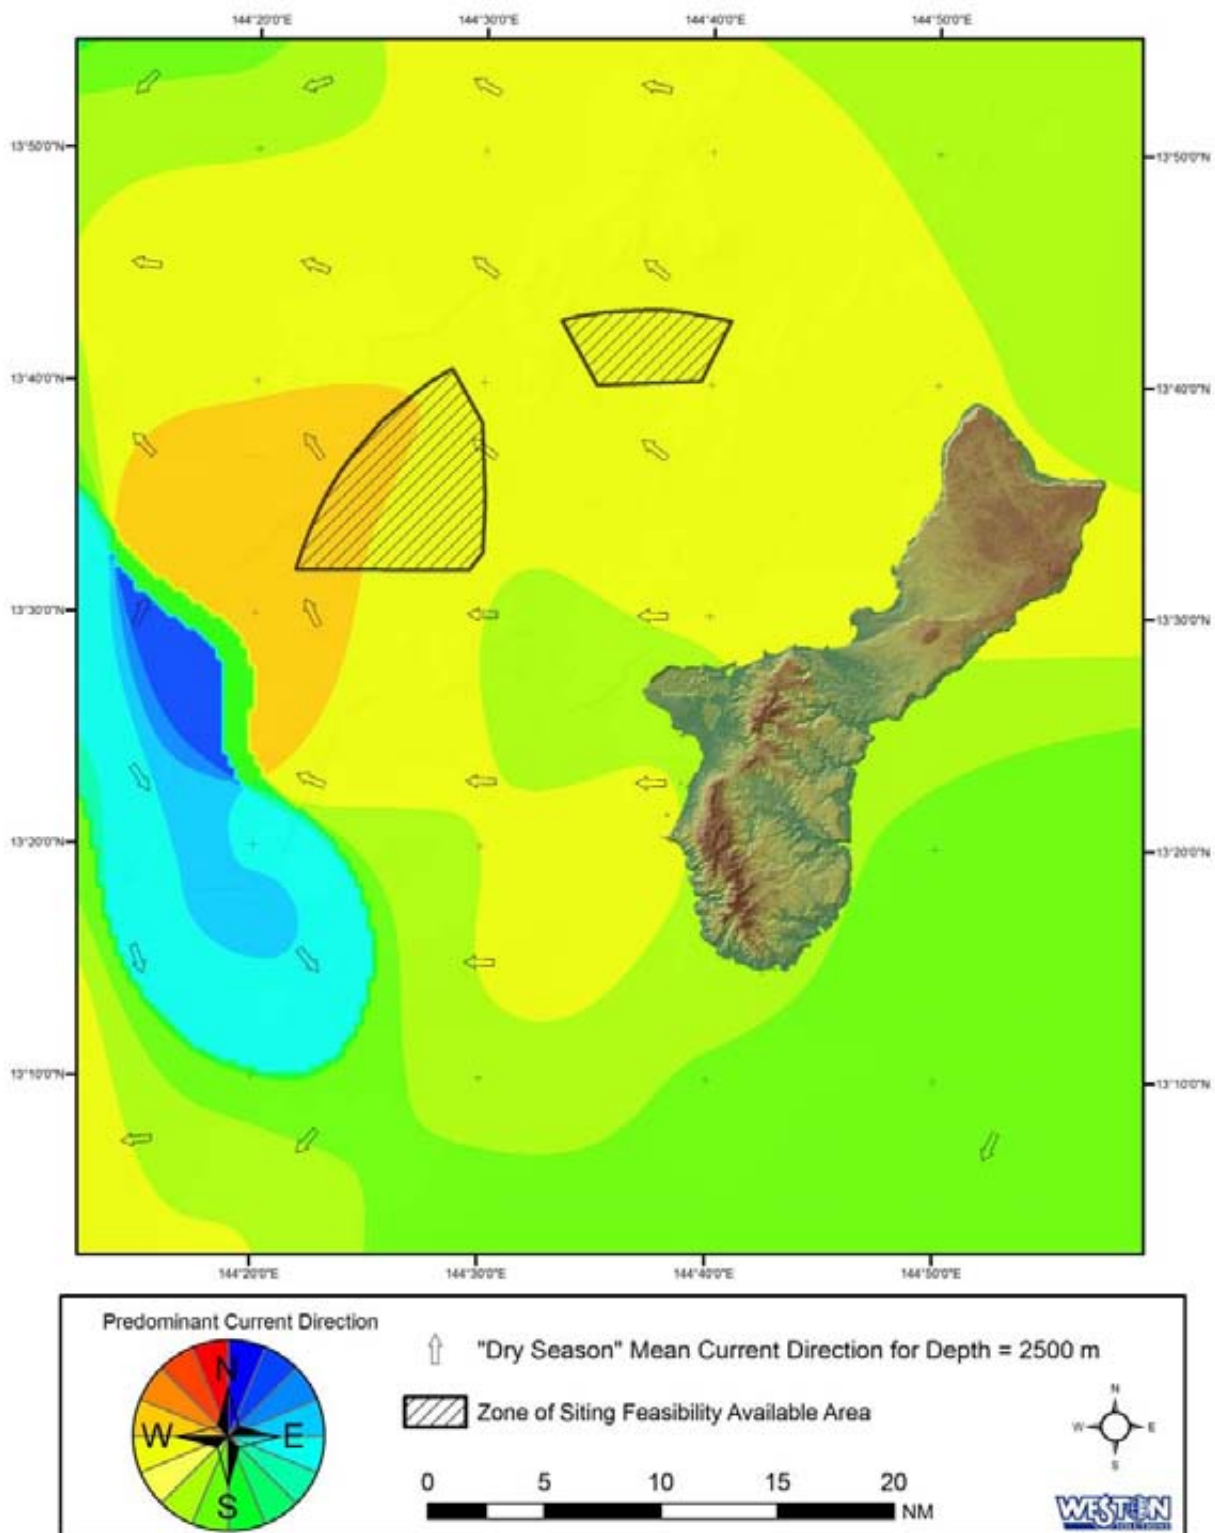 144°20'0"E 144°30'0"E 144°40'0"E 144°50'0"E
13°50'0"N 13°50'0"N
13°40'0"N 13°40'0"N
13°30'0"N 13°30'0"N
13°20'0"N 13°20'0"N
13°10'0"N 13°10'0"N
144°20'0"E 144°30'0"E 144°40'0"E 144°50'0"E
Predominant Current Direction
N
W E
S
"Dry Season" Mean Current Direction for Depth = 2500 m
Zone of Siting Feasibility Available Area
0 5 10 15 20
NM
N
W E
S
WESTON
SOLUTIONS